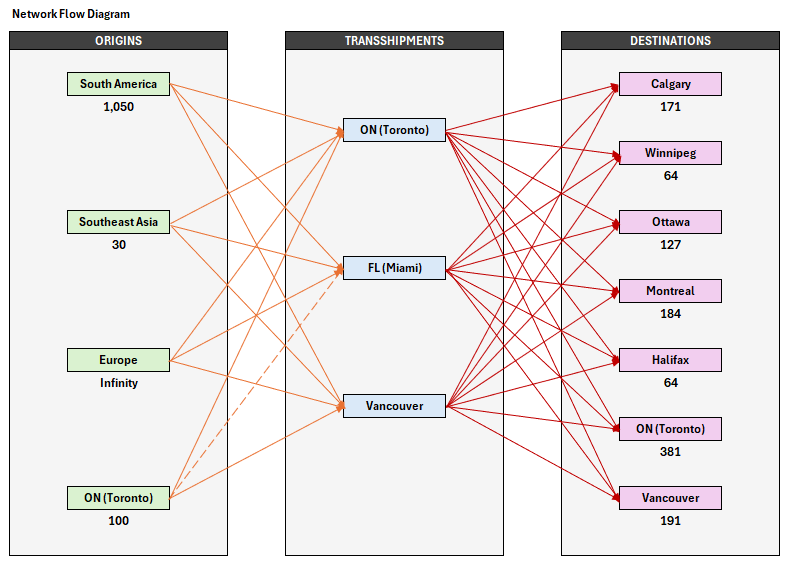 Network Flow Diagram
ORIGINS
South America
1,050
Southeast Asia
30
Europe
Infinity
ON (Toronto)
100
TRANSSHIPMENTS
ON (Toronto)
FL (Miami)
Vancouver
DESTINATIONS
Calgary
171
Winnipeg
64
Ottawa
127
Montreal
184
Halifax
64
ON (Toronto)
381
Vancouver
191